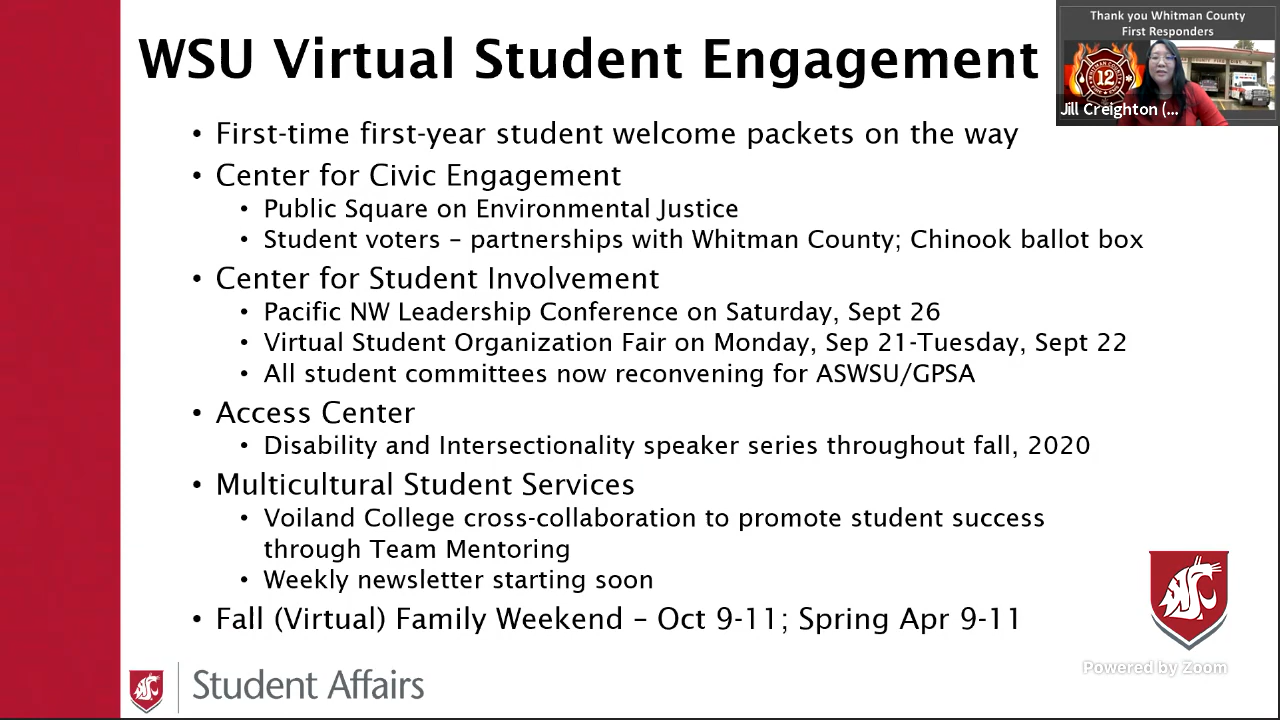 WSU Virtual Student Engagement
Thank you Whitman County
First Responders
12
Jill Creighton (...
• First-time first-year student welcome packets on the way
• Center for Civic Engagement
• Public Square on Environmental Justice
• Student voters – partnerships with Whitman County; Chinook ballot box
• Center for Student Involvement
• Pacific NW Leadership Conference on Saturday, Sept 26
• Virtual Student Organization Fair on Monday, Sep 21-Tuesday, Sept 22
• All student committees now reconvening for ASWSU/GPSA
• Access Center
• Disability and Intersectionality speaker series throughout fall, 2020
• Multicultural Student Services
• Voiland College cross-collaboration to promote student success
through Team Mentoring
• Weekly newsletter starting soon
• Fall (Virtual) Family Weekend – Oct 9-11; Spring Apr 9-11
Powered by Zoom
Student Affairs